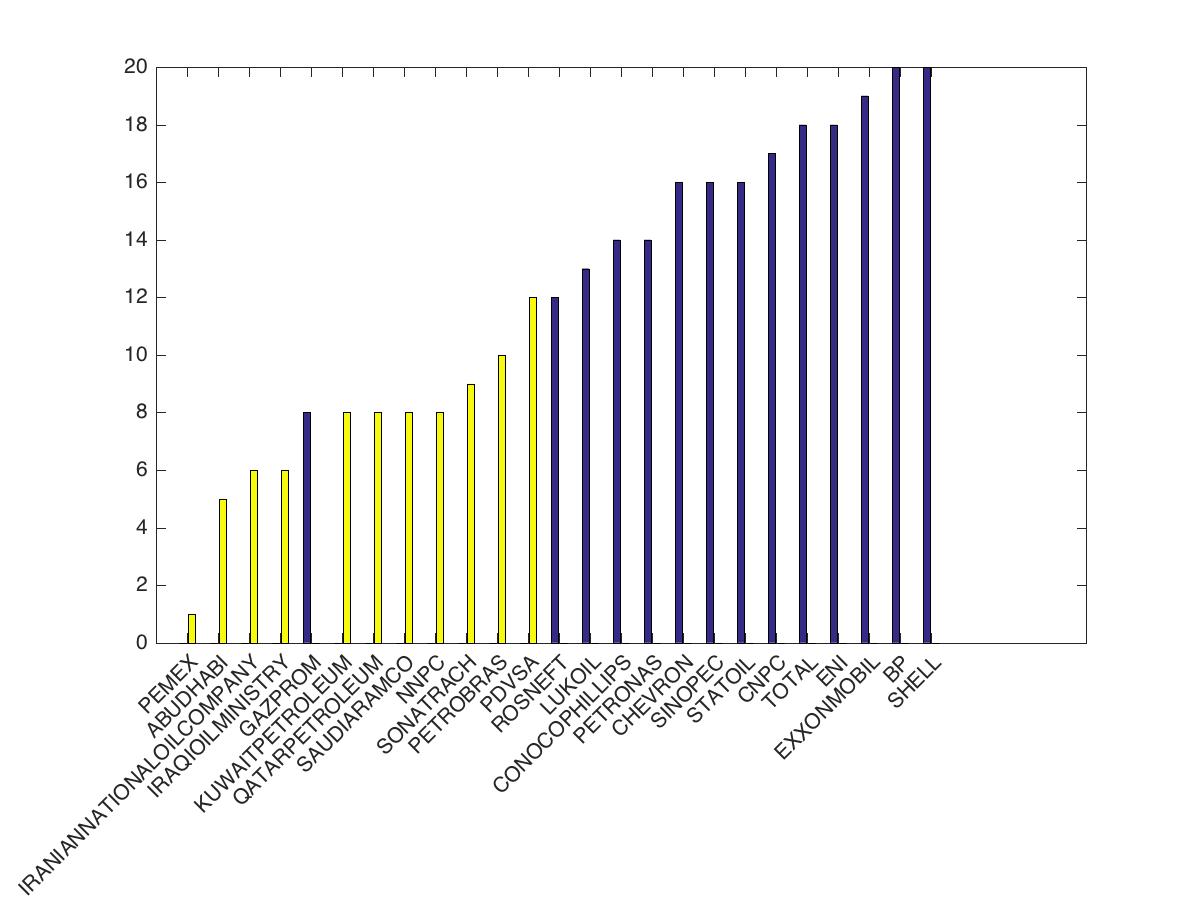 20
18
16
14
12
10
8
6
4
2
0
PEMEX
ABUDHABI
IRANIANNATIONALOILCOMPANY
IRAQIOILMINISTRY
GAZPROM
KUWAITPETROLEUM
QATARPETROLEUM
SAUDIARAMCO
NNPC
SONATRACH
PETROBRAS
PDVSA
ROSNEFT
LUKOIL
CONOCOPHILLIPS
PETRONAS
CHEVRON
SINOPEC
STATOIL
CNPC
TOTAL
ENI
EXXONMOBIL
BP
SHELL